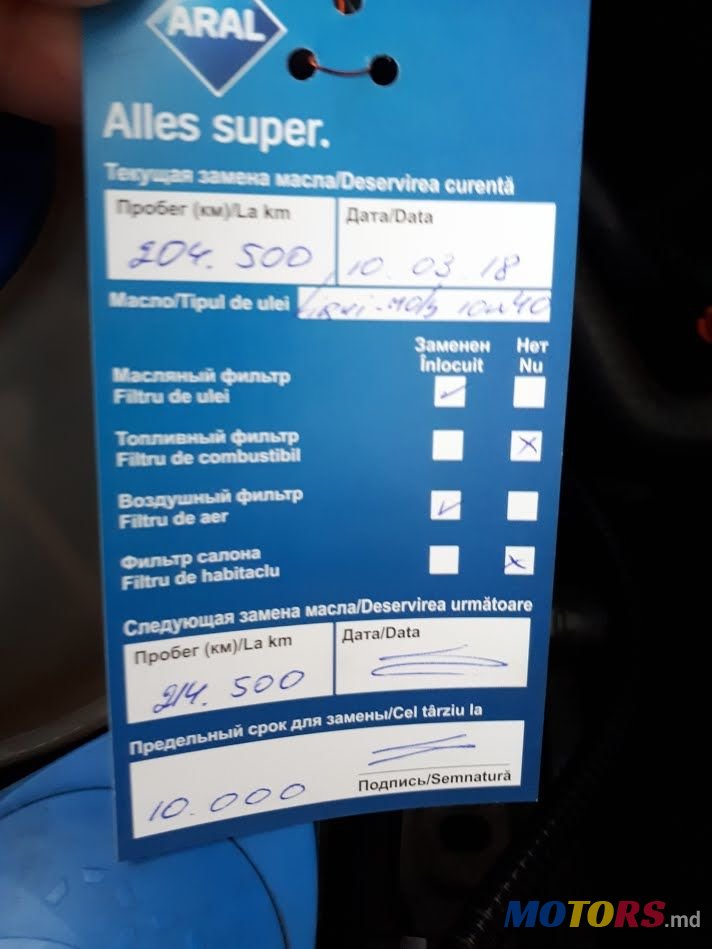 ARAL
Alles super.
Текущая замена масла/Deservirea curentă
Пробег (км)/La km
Дата/Data
204. 500
10. 03. 18
Масло/Tipul de ulei
10w40
Заменен Нет
Înlocuit Nu
Масляный фильтр
Filtru de ulei
Топливный фильтр
Filtru de combustibil
Воздушный фильтр
Filtru de aer
Фильтр салона
Filtru de habitaclu
Следующая замена масла/Deservirea următoare
Пробег (км)/La km
Дата/Data
214. 500
Предельный срок для замены/Cel târziu la
10.000
Подпись/Semnatură
MOTORS.md